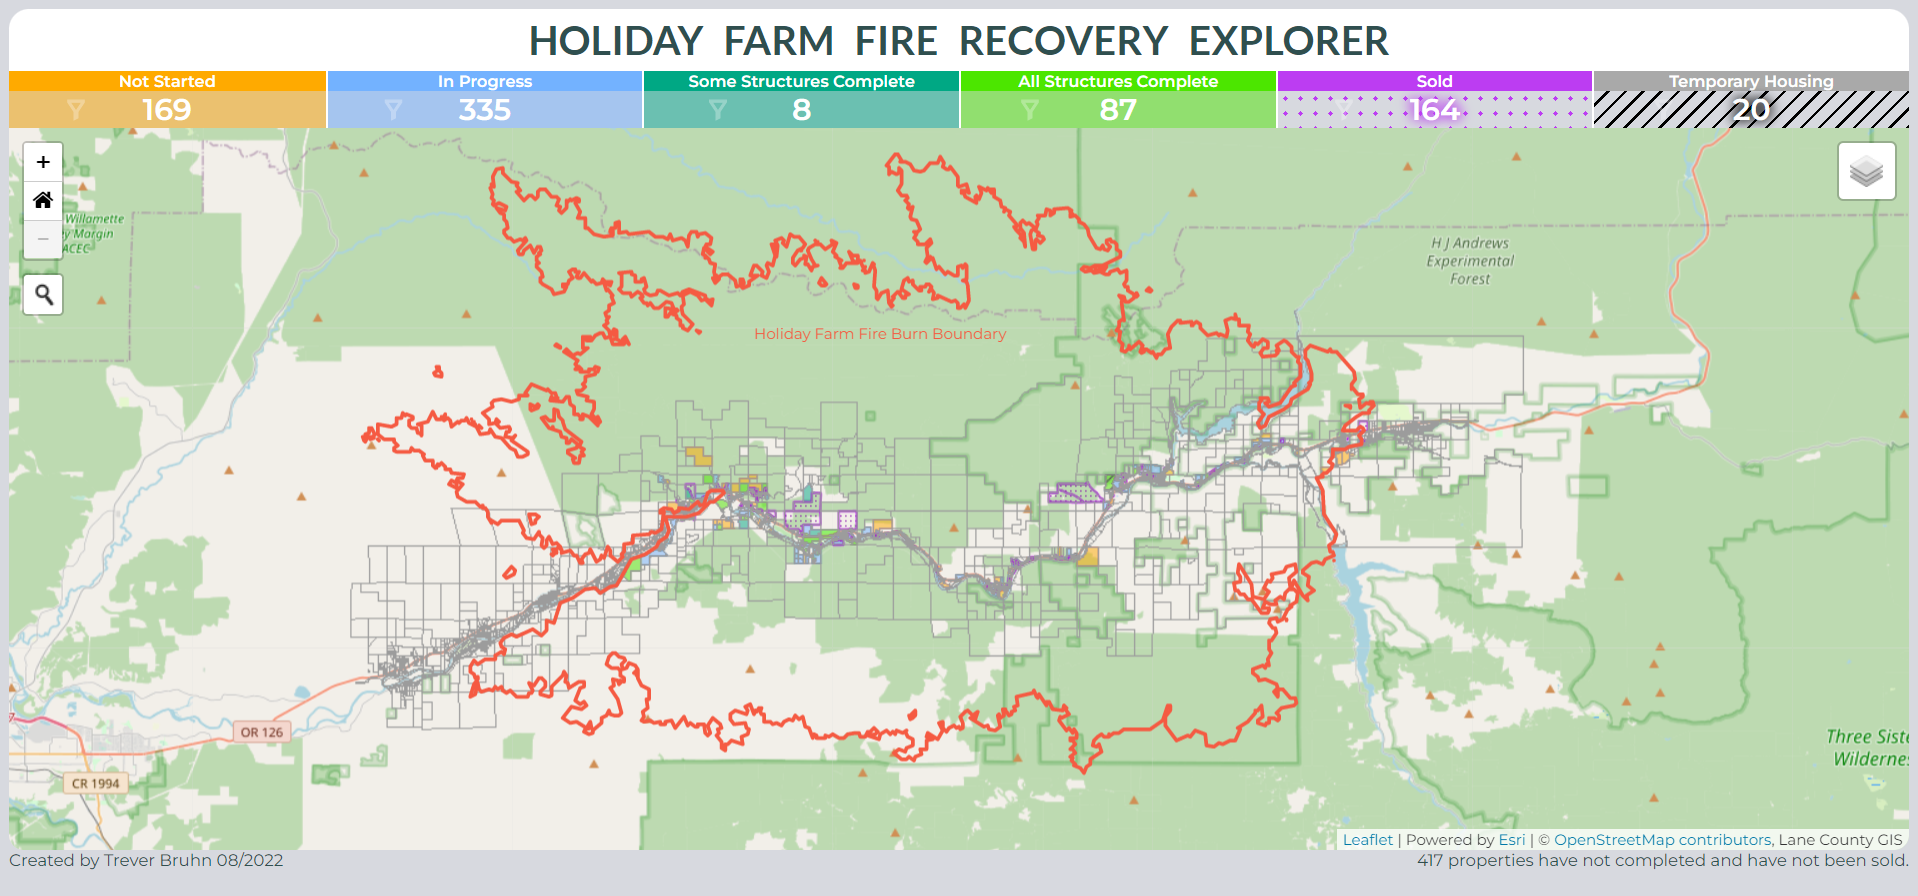 HOLIDAY FARM FIRE RECOVERY EXPLORER
Not Started
169
In Progress
335
Some Structures Complete
8
All Structures Complete
87
Sold
164
Temporary Housing
20
+
−
Willamette
ey Margin
ACEC
H J Andrews
Experimental
Forest
Holiday Farm Fire Burn Boundary
OR 126
CR 1994
Three Siste
Wildernes
Leaflet | Powered by Esri | © OpenStreetMap contributors, Lane County GIS
Created by Trever Bruhn 08/2022
417 properties have not completed and have not been sold.